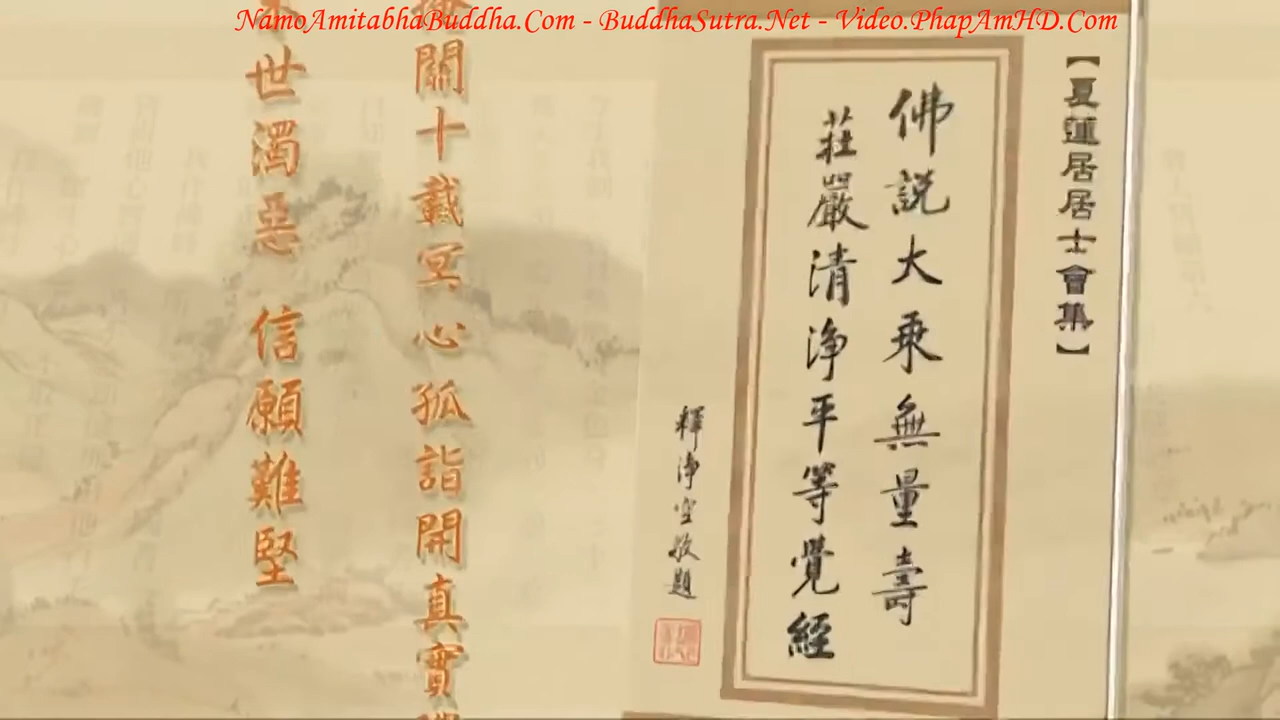 NamoAmitabhaBuddha.Com - BuddhaSutra.Net - Video.PhapAmHD.Com
【夏蓮居居士會集】
佛説大乘無量壽
莊嚴清淨平等覺經
釋淨空敬題
關十載冥心孤詣開真實
世濁惡 信願難堅